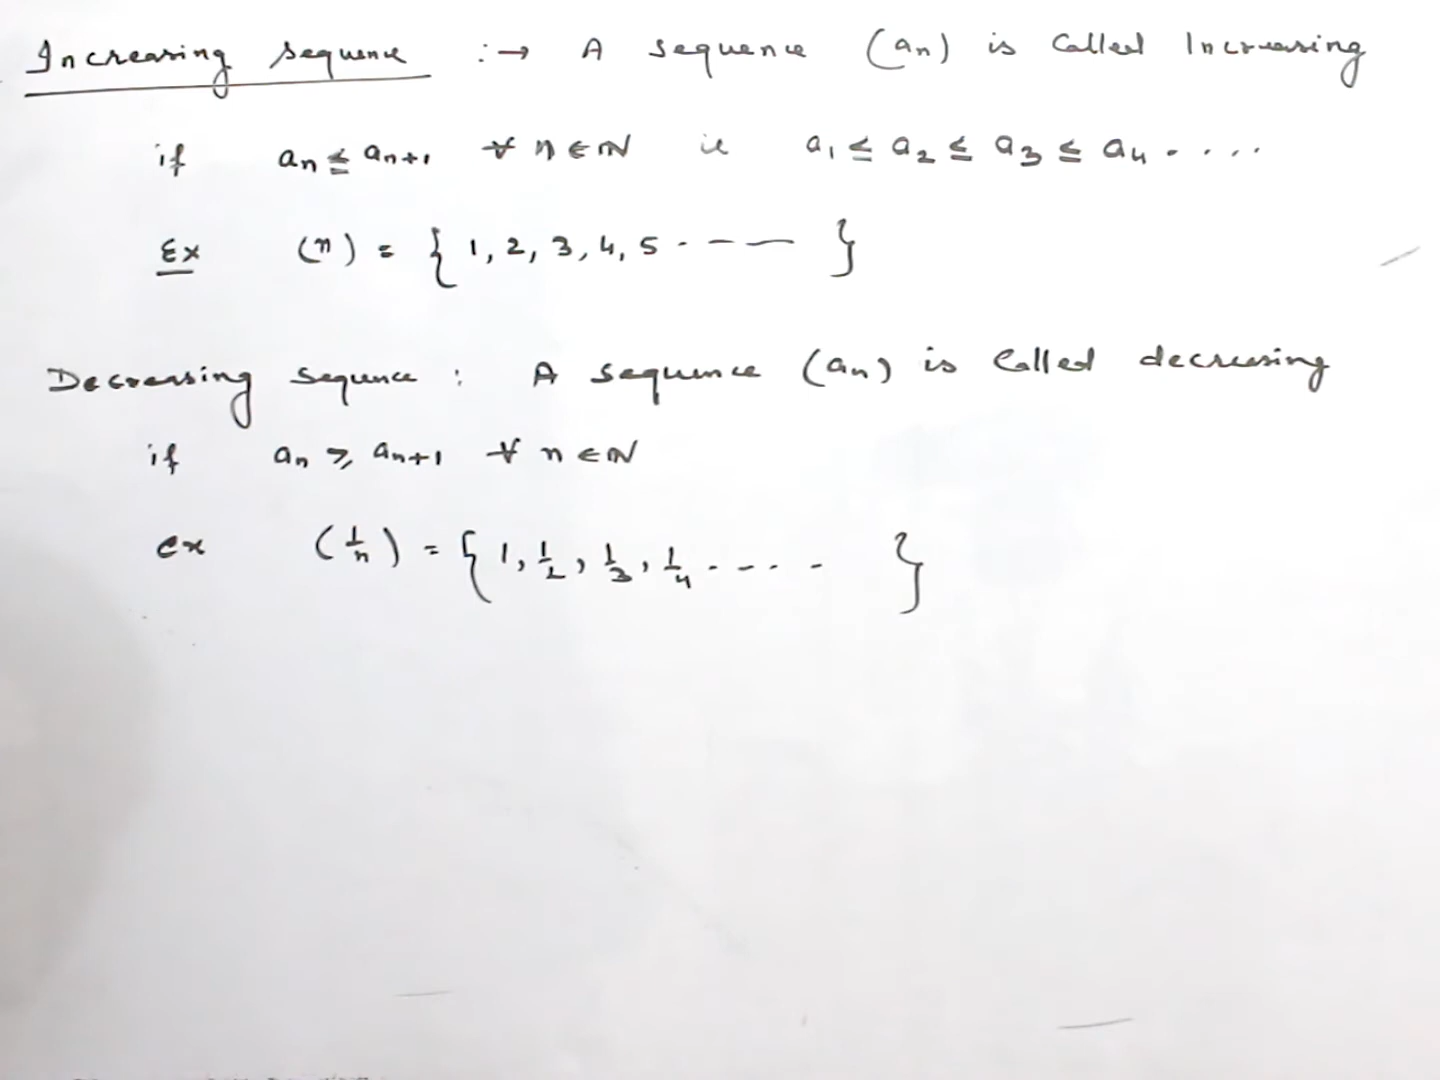 Increasing sequence :→ A sequence (aₙ) is called Increasing
if aₙ ≤ aₙ₊₁ ∀ n ∈ ℕ ie a₁ ≤ a₂ ≤ a₃ ≤ a₄ . . . .
Ex (n) = { 1, 2, 3, 4, 5 . - — — }
Decreasing sequence : A sequence (aₙ) is called decreasing
if aₙ ≥ aₙ₊₁ ∀ n ∈ ℕ
ex (1/n) = { 1, 1/2, 1/3, 1/4 . - - . - }